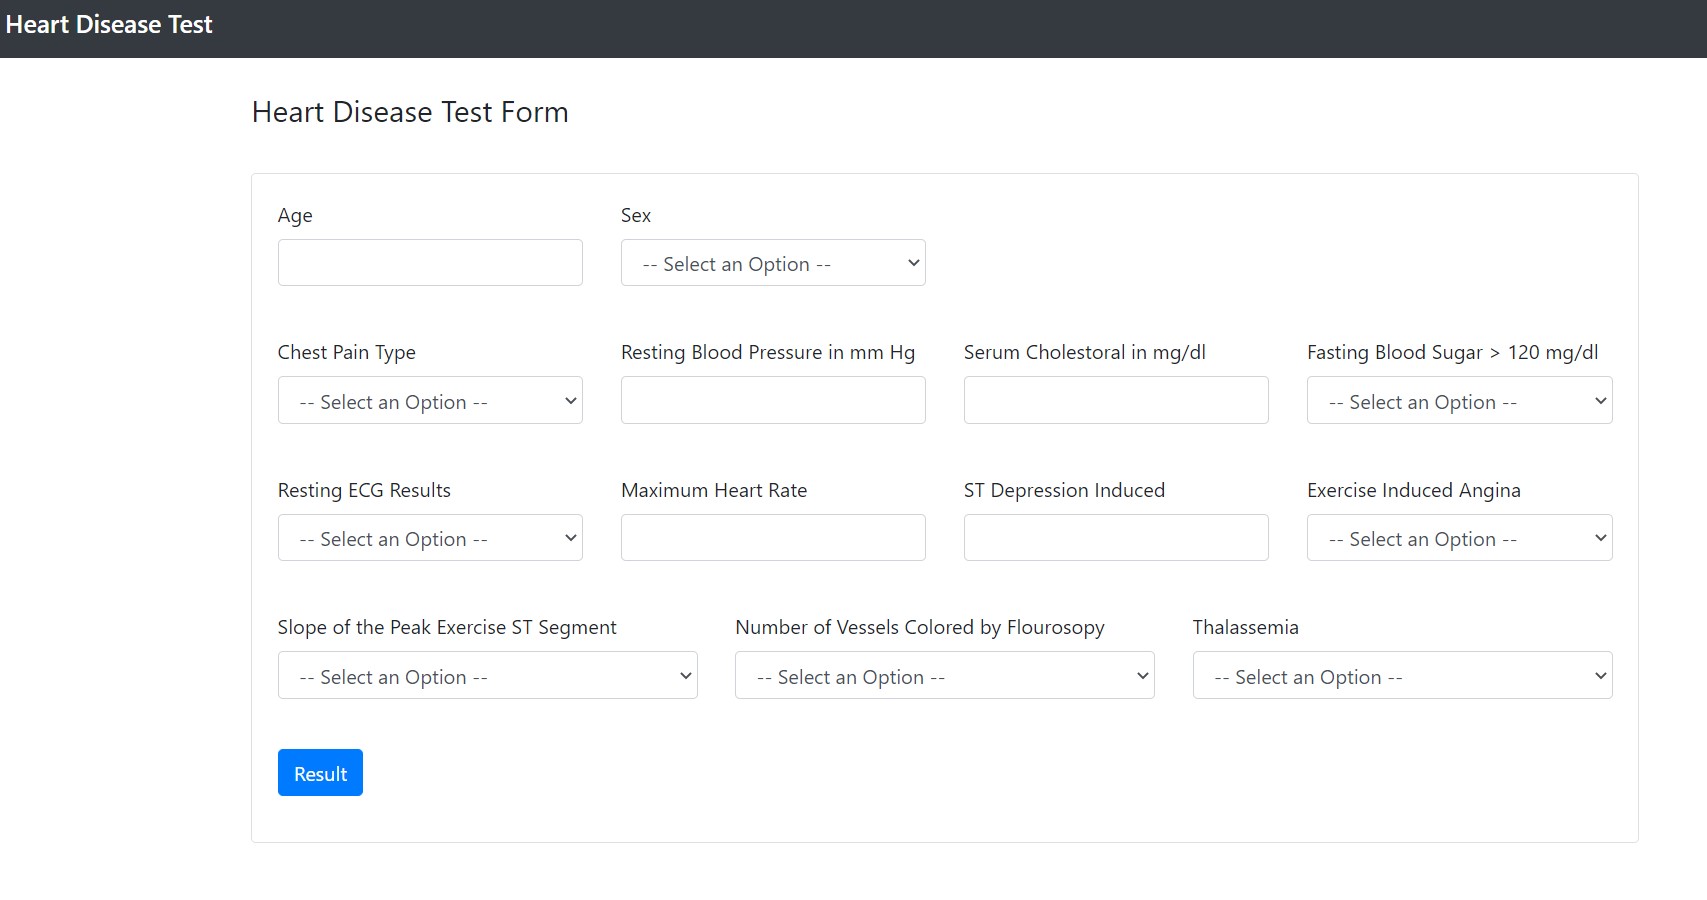 Heart Disease Test
Heart Disease Test Form
Age
Sex
-- Select an Option --
Chest Pain Type
Resting Blood Pressure in mm Hg
Serum Cholestoral in mg/dl
Fasting Blood Sugar > 120 mg/dl
-- Select an Option --
-- Select an Option --
Resting ECG Results
Maximum Heart Rate
ST Depression Induced
Exercise Induced Angina
-- Select an Option --
-- Select an Option --
Slope of the Peak Exercise ST Segment
Number of Vessels Colored by Flourosopy
Thalassemia
-- Select an Option --
-- Select an Option --
-- Select an Option --
Result